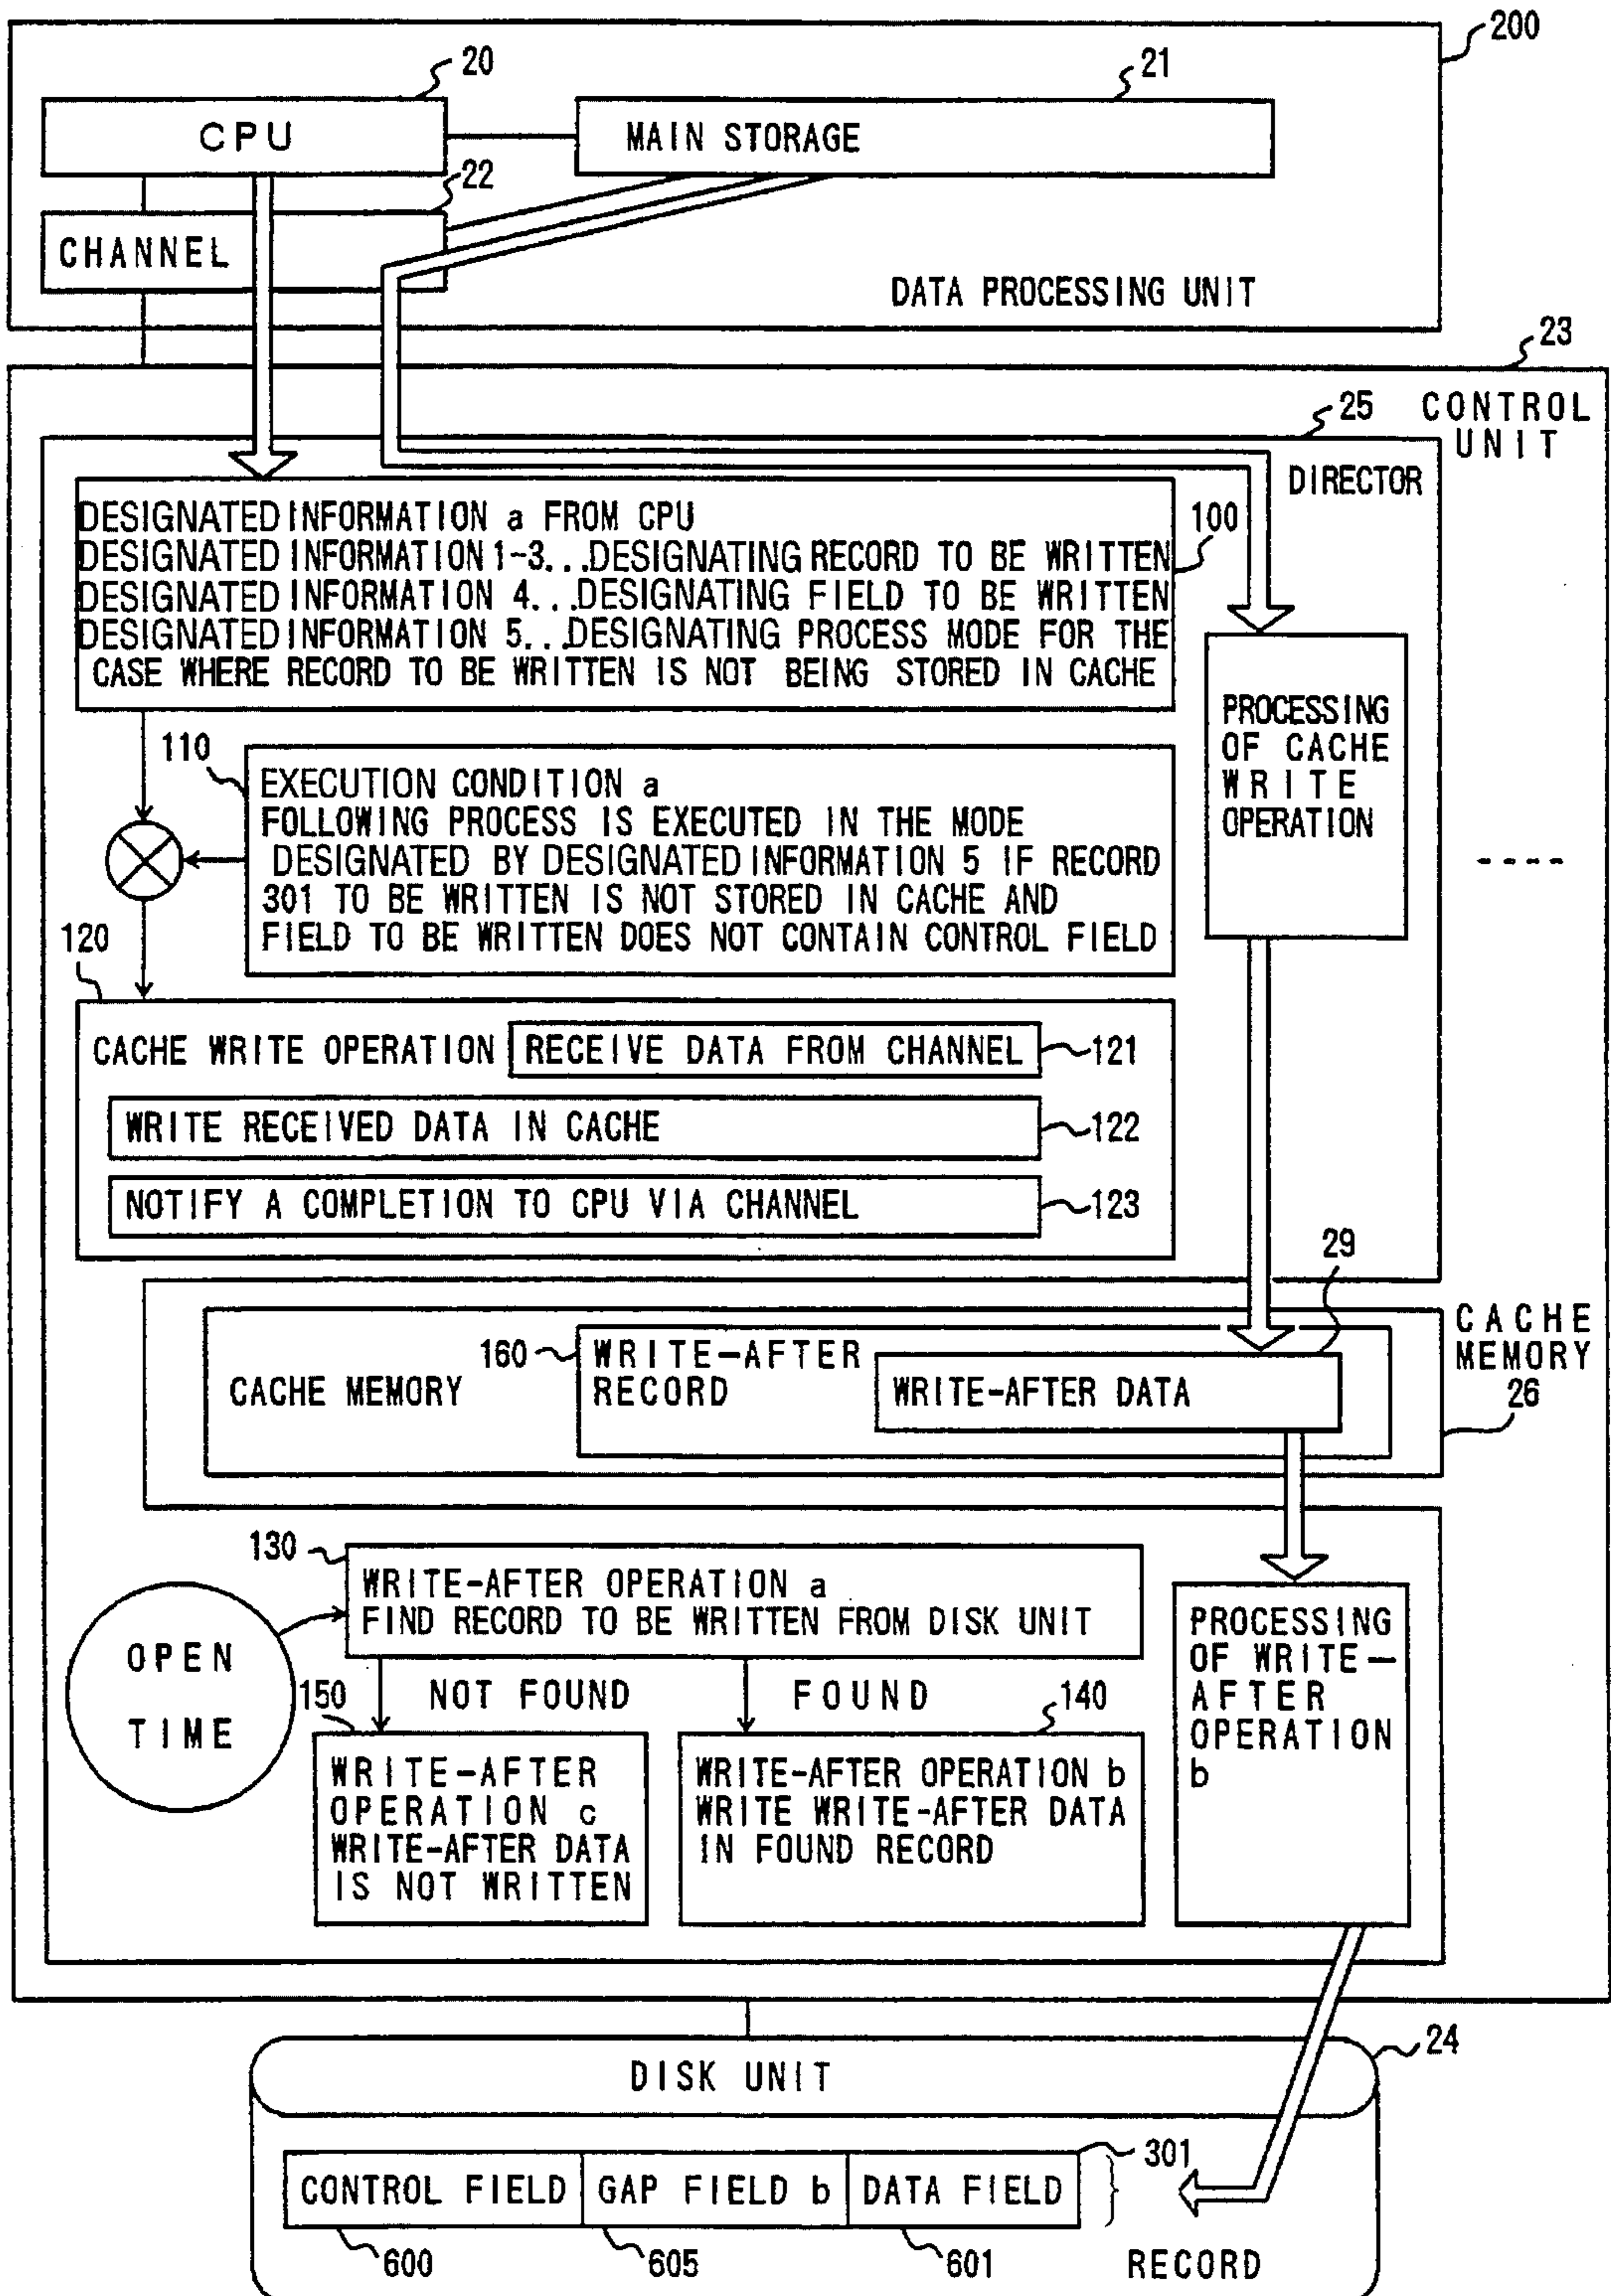 200
20
21
CPU
MAIN STORAGE
22
CHANNEL
DATA PROCESSING UNIT
23
25
CONTROL
UNIT
DIRECTOR
DESIGNATED INFORMATION a FROM CPU
DESIGNATED INFORMATION 1-3...DESIGNATING RECORD TO BE WRITTEN
DESIGNATED INFORMATION 4...DESIGNATING FIELD TO BE WRITTEN
DESIGNATED INFORMATION 5...DESIGNATING PROCESS MODE FOR THE
CASE WHERE RECORD TO BE WRITTEN IS NOT BEING STORED IN CACHE
100
PROCESSING
OF CACHE
WRITE
OPERATION
110
EXECUTION CONDITION a
FOLLOWING PROCESS IS EXECUTED IN THE MODE
DESIGNATED BY DESIGNATED INFORMATION 5 IF RECORD
301 TO BE WRITTEN IS NOT STORED IN CACHE AND
FIELD TO BE WRITTEN DOES NOT CONTAIN CONTROL FIELD
----
120
CACHE WRITE OPERATION
RECEIVE DATA FROM CHANNEL
121
WRITE RECEIVED DATA IN CACHE
122
NOTIFY A COMPLETION TO CPU VIA CHANNEL
123
29
CACHE
MEMORY
26
CACHE MEMORY
160
WRITE-AFTER
RECORD
WRITE-AFTER DATA
130
WRITE-AFTER OPERATION a
FIND RECORD TO BE WRITTEN FROM DISK UNIT
OPEN
TIME
150
NOT FOUND
FOUND
140
WRITE-AFTER
OPERATION c
WRITE-AFTER DATA
IS NOT WRITTEN
WRITE-AFTER OPERATION b
WRITE WRITE-AFTER DATA
IN FOUND RECORD
PROCESSING
OF WRITE-
AFTER
OPERATION
b
24
DISK UNIT
301
CONTROL FIELD
GAP FIELD b
DATA FIELD
600
605
601
RECORD